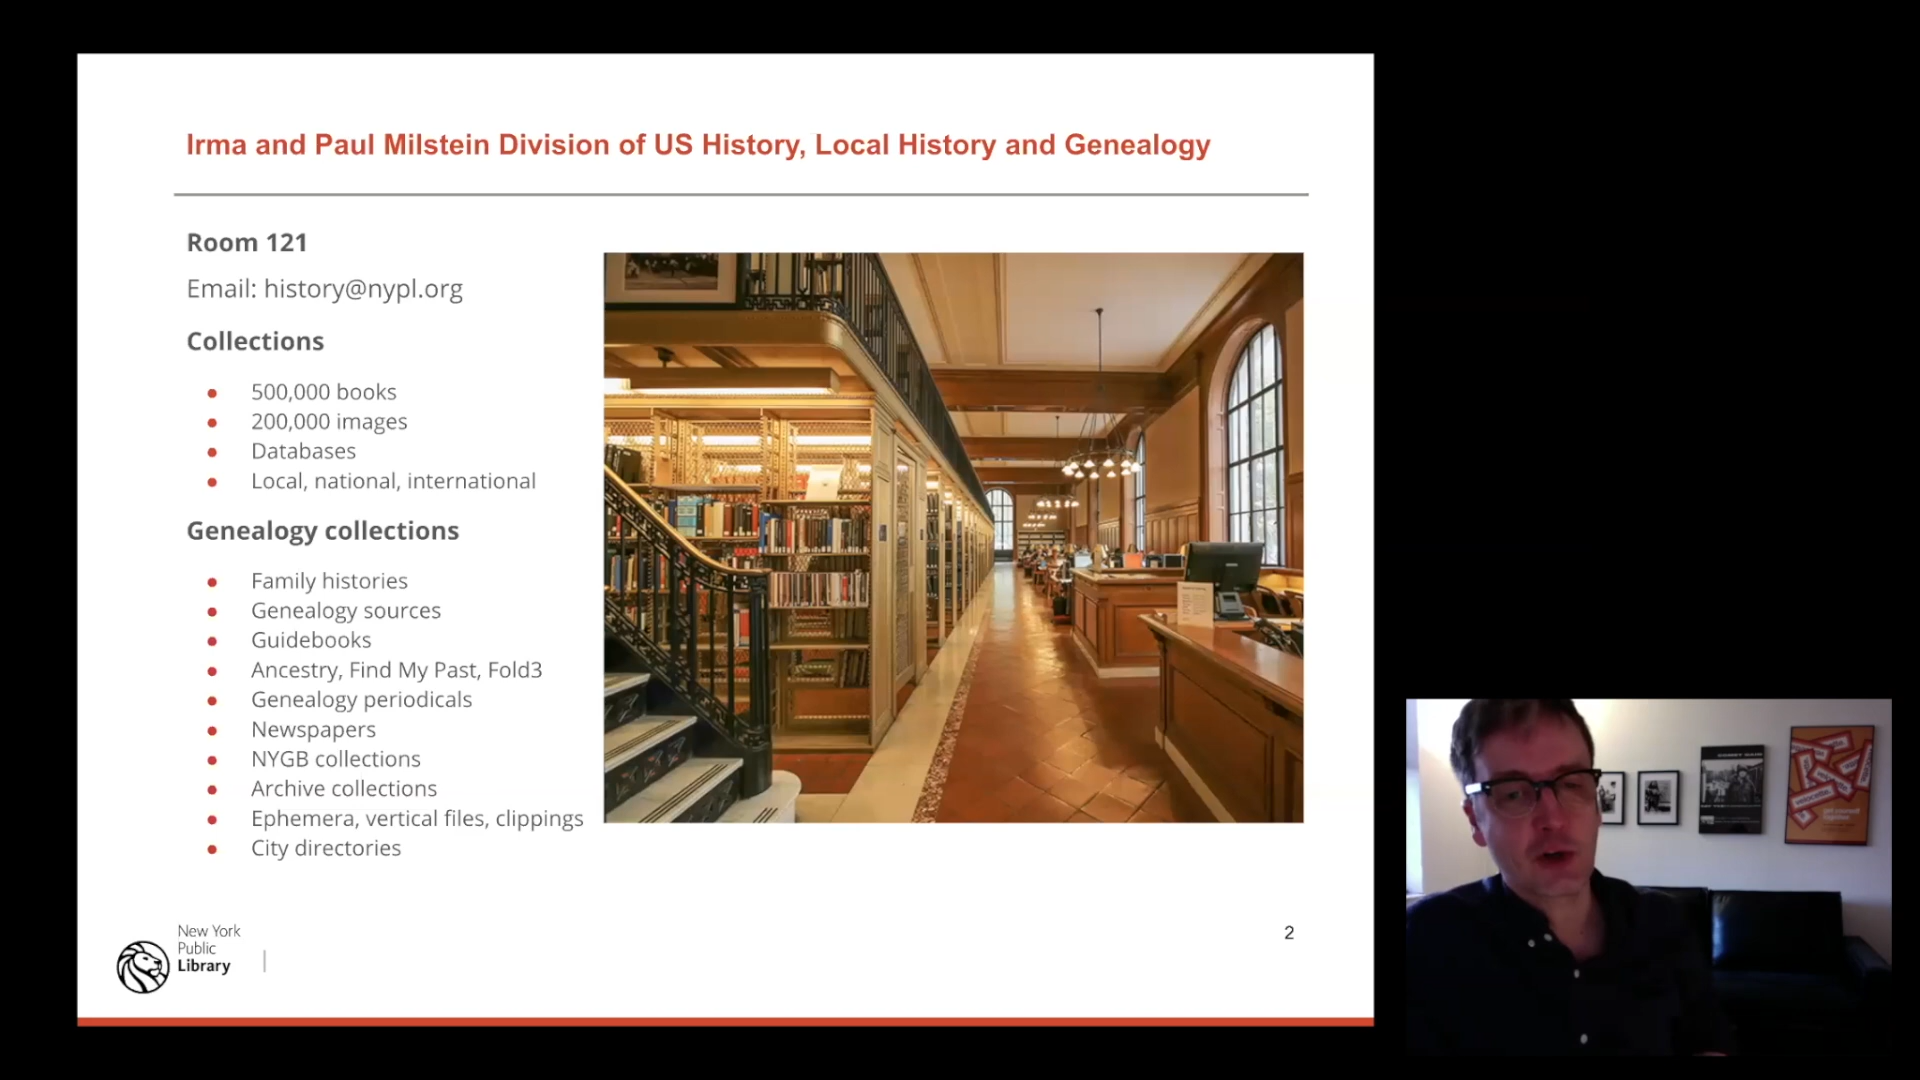 Irma and Paul Milstein Division of US History, Local History and Genealogy
Room 121
Email: history@nypl.org
Collections
500,000 books
200,000 images
Databases
Local, national, international
Genealogy collections
Family histories
Genealogy sources
Guidebooks
Ancestry, Find My Past, Fold3
Genealogy periodicals
Newspapers
NYGB collections
Archive collections
Ephemera, vertical files, clippings
City directories
New York
Public
Library
2